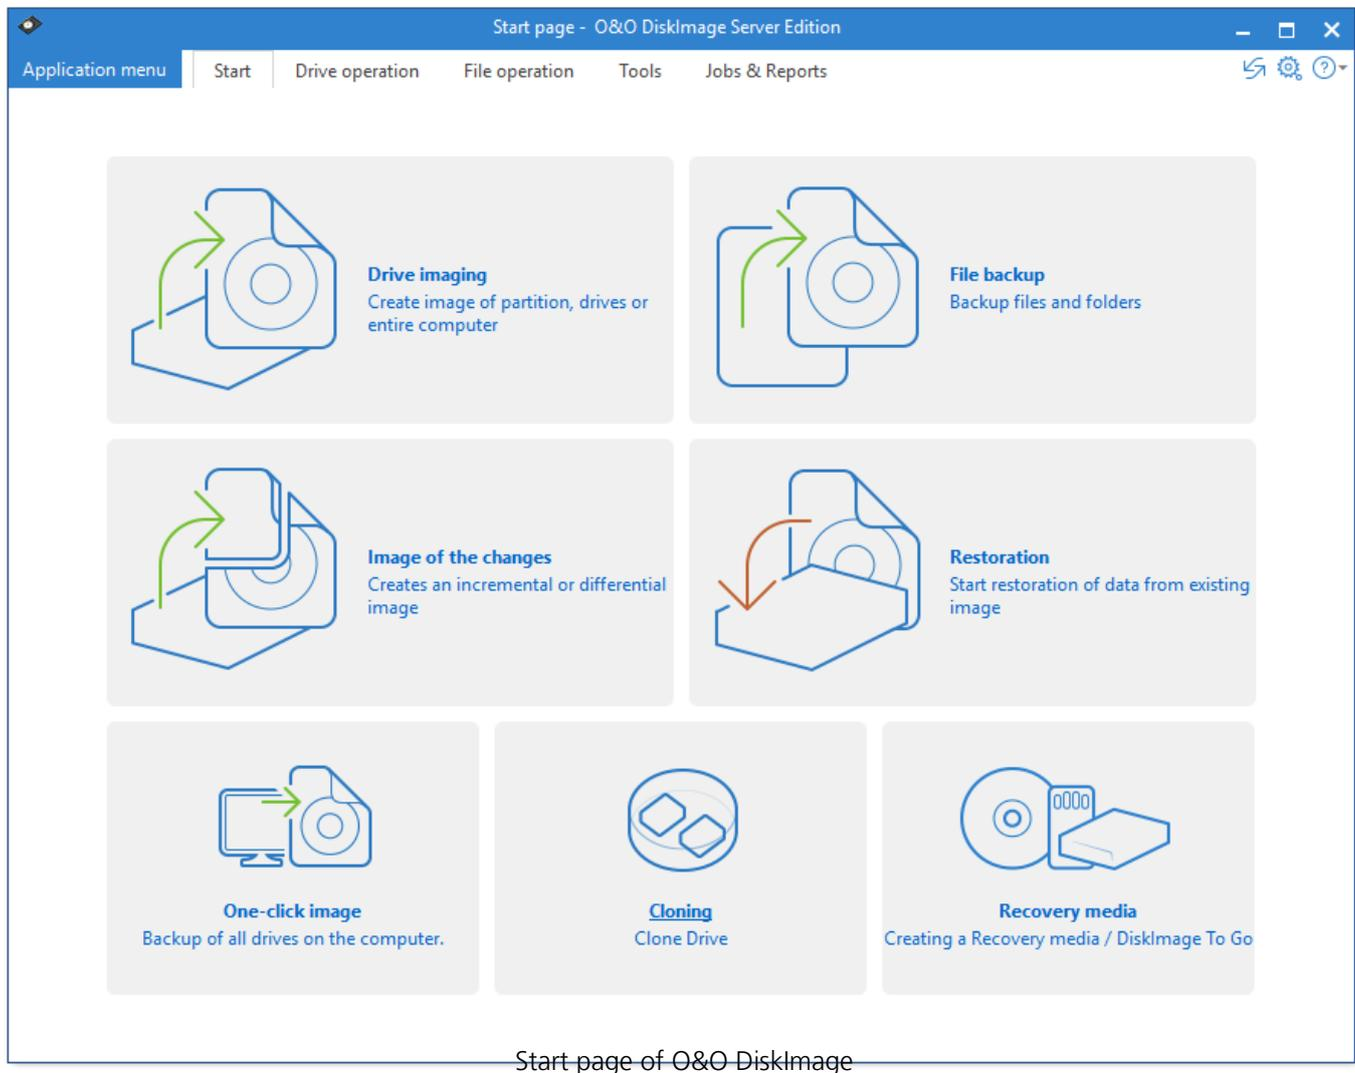 Start page - O&O DiskImage Server Edition
Application menu
Start
Drive operation
File operation
Tools
Jobs & Reports
Drive imaging
Create image of partition, drives or
entire computer
File backup
Backup files and folders
Image of the changes
Creates an incremental or differential
image
Restoration
Start restoration of data from existing
image
One-click image
Backup of all drives on the computer.
Cloning
Clone Drive
Recovery media
Creating a Recovery media / DiskImage To Go
Start page of O&O DiskImage